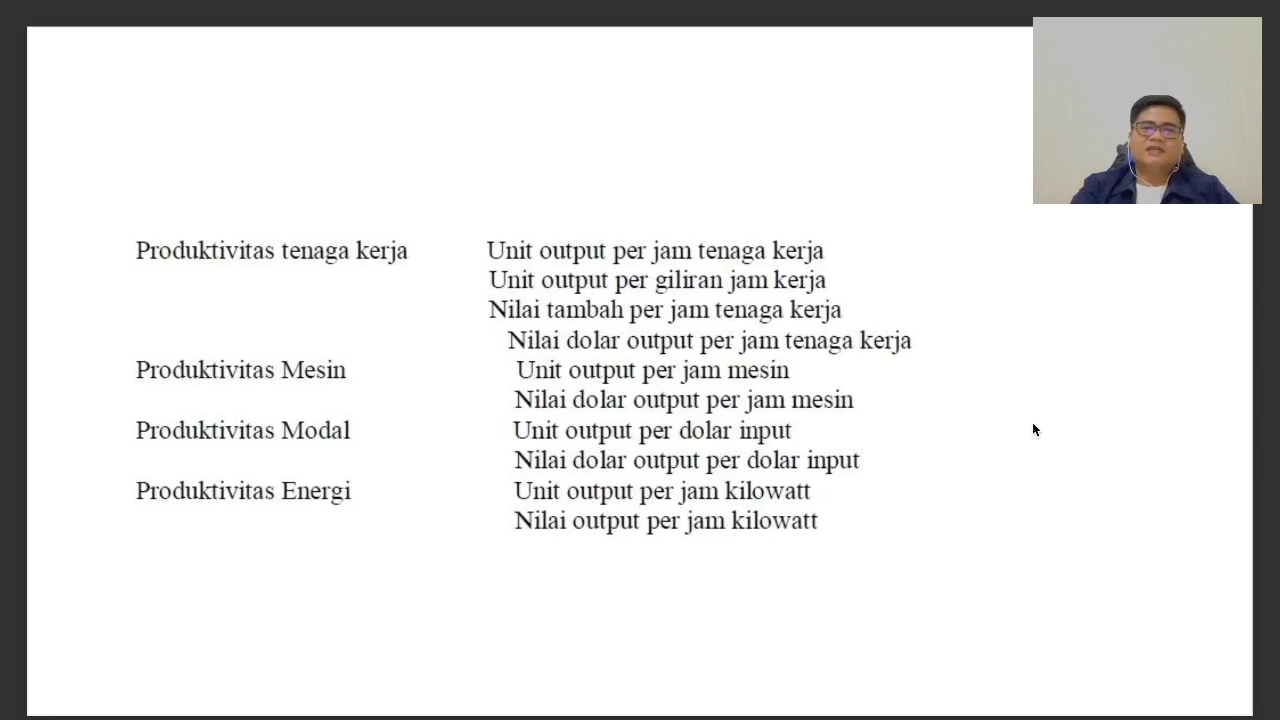 Produktivitas tenaga kerja Unit output per jam tenaga kerja
Unit output per giliran jam kerja
Nilai tambah per jam tenaga kerja
Nilai dolar output per jam tenaga kerja
Produktivitas Mesin Unit output per jam mesin
Nilai dolar output per jam mesin
Produktivitas Modal Unit output per dolar input
Nilai dolar output per dolar input
Produktivitas Energi Unit output per jam kilowatt
Nilai output per jam kilowatt